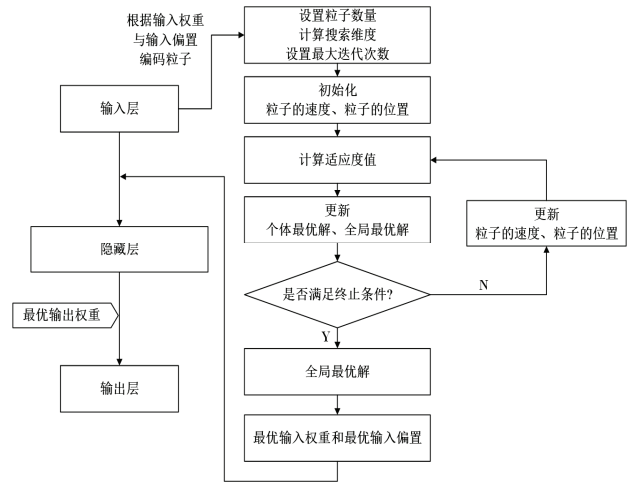 根据输入权重
与输入偏置
编码粒子
设置粒子数量
计算搜索维度
设置最大迭代次数
输入层
初始化
粒子的速度、粒子的位置
计算适应度值
更新
个体最优解、全局最优解
更新
粒子的速度、粒子的位置
隐藏层
是否满足终止条件?
N
最优输出权重
Y
全局最优解
输出层
最优输入权重和最优输入偏置